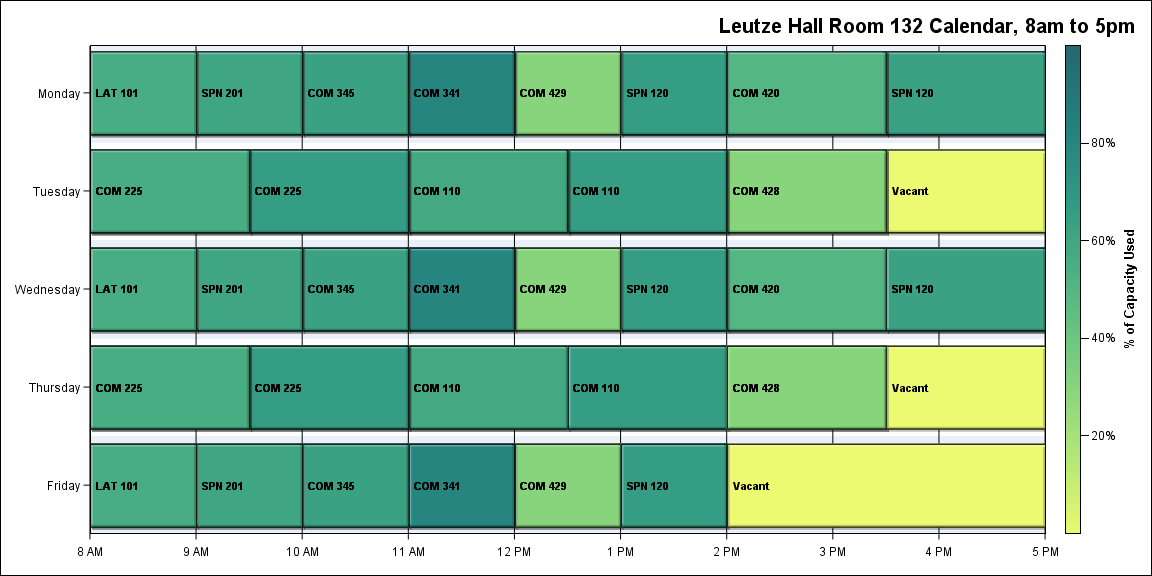 Leutze Hall Room 132 Calendar, 8am to 5pm
Monday
LAT 101
SPN 201
COM 345
COM 341
COM 429
SPN 120
COM 420
SPN 120
Tuesday
COM 225
COM 225
COM 110
COM 110
COM 428
Vacant
Wednesday
LAT 101
SPN 201
COM 345
COM 341
COM 429
SPN 120
COM 420
SPN 120
Thursday
COM 225
COM 225
COM 110
COM 110
COM 428
Vacant
Friday
LAT 101
SPN 201
COM 345
COM 341
COM 429
SPN 120
Vacant
8 AM
9 AM
10 AM
11 AM
12 PM
1 PM
2 PM
3 PM
4 PM
5 PM
80%
60%
40%
20%
% of Capacity Used